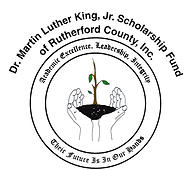 Dr. Martin Luther King, Jr. Scholarship Fund
of Rutherford County, Inc.
Academic Excellence, Leadership, Integrity
Their Future Is In Our Hands